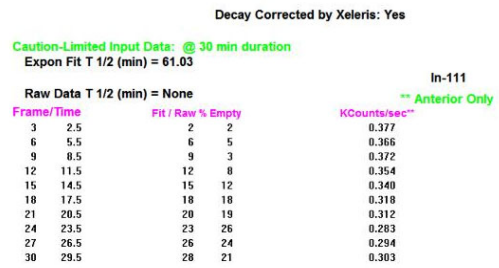 Decay Corrected by Xeleris: Yes
Caution-Limited Input Data: @ 30 min duration
Expon Fit T 1/2 (min) = 61.03
In-111
Raw Data T 1/2 (min) = None
** Anterior Only
Frame/Time Fit / Raw % Empty KCounts/sec**
3 2.5 2 2 0.377
6 5.5 6 5 0.366
9 8.5 9 3 0.372
12 11.5 12 8 0.354
15 14.5 15 12 0.340
18 17.5 18 18 0.318
21 20.5 20 19 0.312
24 23.5 23 26 0.283
27 26.5 26 24 0.294
30 29.5 28 21 0.303